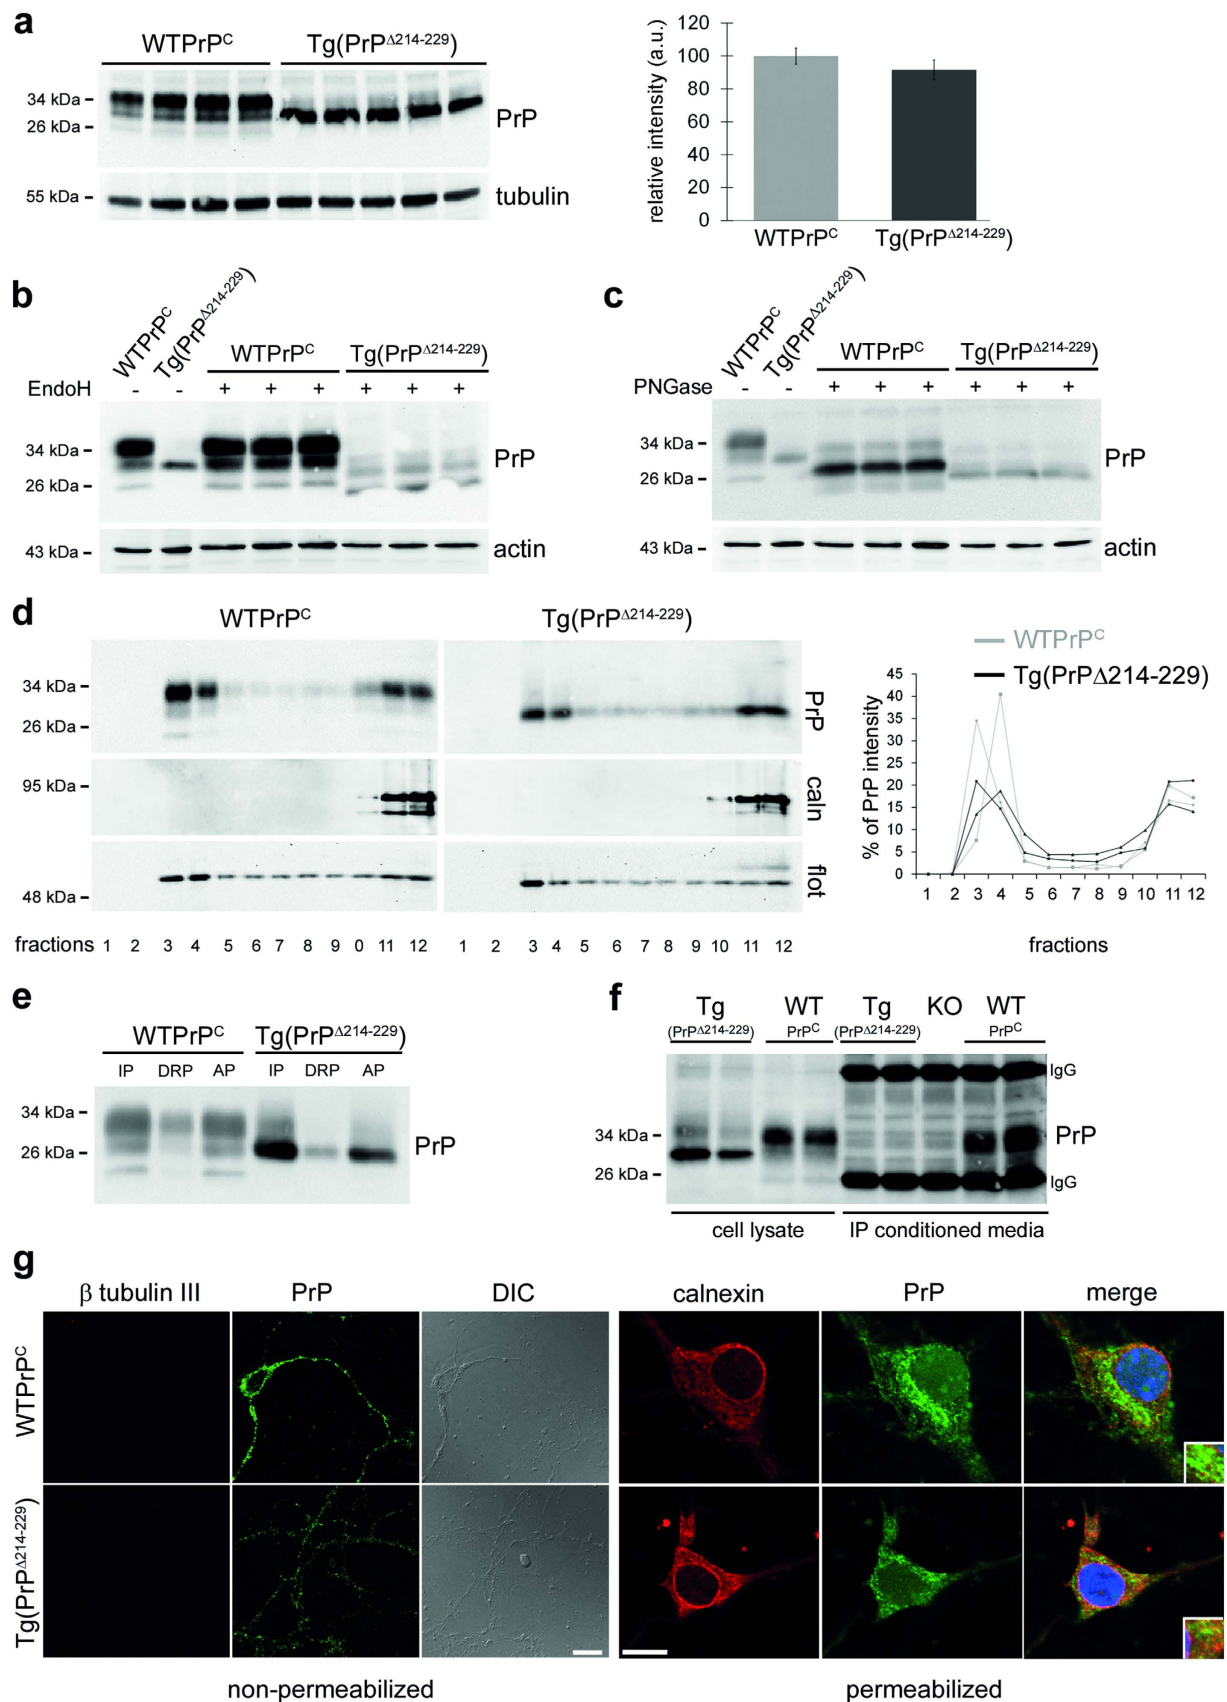 a
WTPrPᶜ Tg(PrPΔ214-229)
34 kDa
26 kDa
PrP
55 kDa
tubulin
relative intensity (a.u.)
120
100
80
60
40
20
0
WTPrPᶜ Tg(PrPΔ214-229)
b
WTPrPᶜ Tg(PrPΔ214-229) WTPrPᶜ Tg(PrPΔ214-229)
EndoH - - + + + + + +
34 kDa
26 kDa
PrP
43 kDa
actin
c
WTPrPᶜ Tg(PrPΔ214-229) WTPrPᶜ Tg(PrPΔ214-229)
PNGase - - + + + + + +
34 kDa
26 kDa
PrP
43 kDa
actin
d
WTPrPᶜ Tg(PrPΔ214-229)
34 kDa
26 kDa
PrP
95 kDa
caln
48 kDa
flot
fractions 1 2 3 4 5 6 7 8 9 0 11 12 1 2 3 4 5 6 7 8 9 10 11 12
WTPrPᶜ
Tg(PrPΔ214-229)
% of PrP intensity
45
40
35
30
25
20
15
10
5
0
1 2 3 4 5 6 7 8 9 10 11 12
fractions
e
WTPrPᶜ Tg(PrPΔ214-229)
IP DRP AP IP DRP AP
34 kDa
26 kDa
PrP
f
Tg WT Tg KO WT
(PrPΔ214-229) PrPᶜ (PrPΔ214-229) PrPᶜ
IgG
34 kDa
PrP
26 kDa
IgG
cell lysate IP conditioned media
g
β tubulin III PrP DIC calnexin PrP merge
WTPrPᶜ
Tg(PrPΔ214-229)
non-permeabilized permeabilized